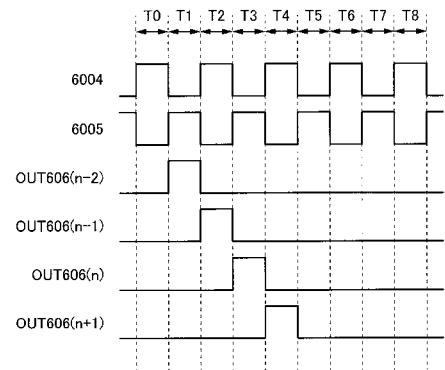 T0 T1 T2 T3 T4 T5 T6 T7 T8
6004
6005
OUT606(n-2)
OUT606(n-1)
OUT606(n)
OUT606(n+1)